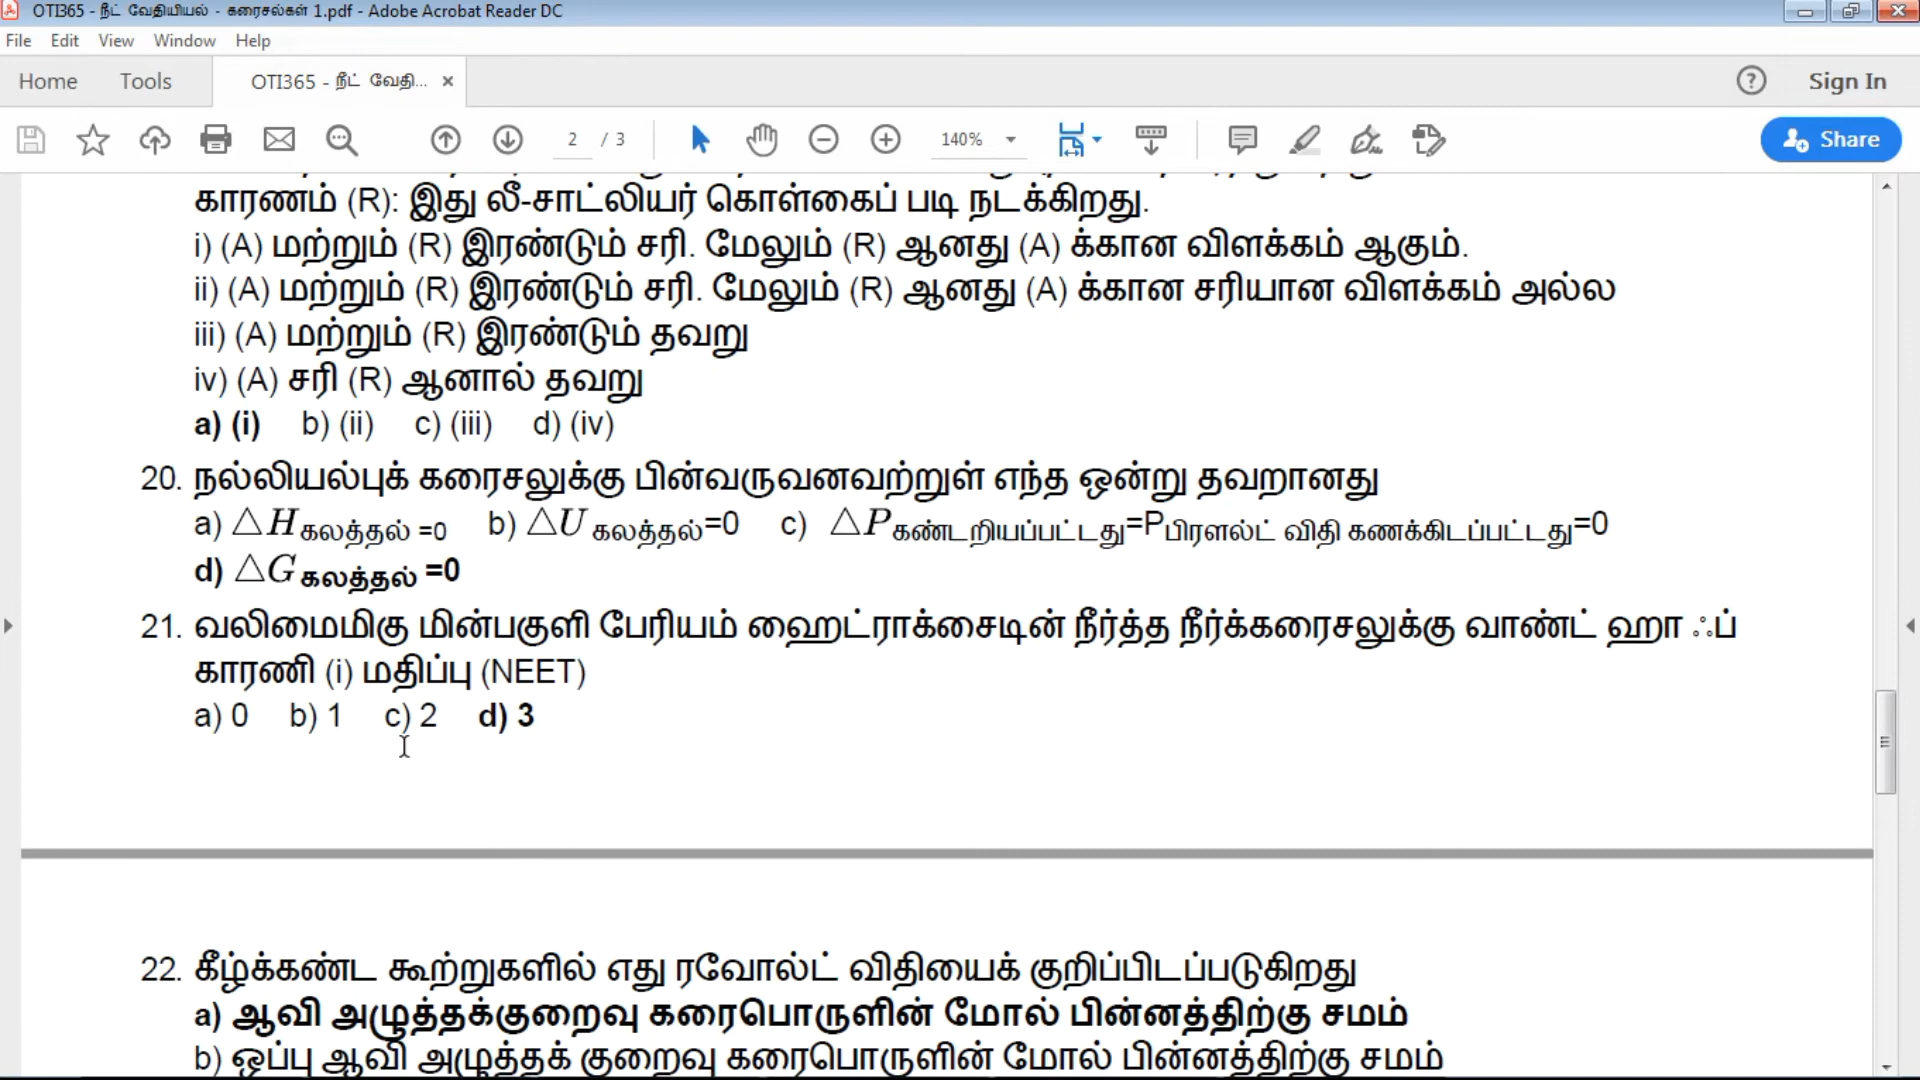 OTI365 - நீட் வேதியியல் - கரைசல்கள் 1.pdf - Adobe Acrobat Reader DC
File Edit View Window Help
Home Tools OTI365 - நீட் வேதி... × ? Sign In
2 / 3 140% Share
காரணம் (R): இது லீ-சாட்லியர் கொள்கைப் படி நடக்கிறது.
i) (A) மற்றும் (R) இரண்டும் சரி. மேலும் (R) ஆனது (A) க்கான விளக்கம் ஆகும்.
ii) (A) மற்றும் (R) இரண்டும் சரி. மேலும் (R) ஆனது (A) க்கான சரியான விளக்கம் அல்ல
iii) (A) மற்றும் (R) இரண்டும் தவறு
iv) (A) சரி (R) ஆனால் தவறு
a) (i) b) (ii) c) (iii) d) (iv)
20. நல்லியல்புக் கரைசலுக்கு பின்வருவனவற்றுள் எந்த ஒன்று தவறானது
a) △H கலத்தல் =0 b) △U கலத்தல்=0 c) △P கண்டறியப்பட்டது=Pபிரளல்ட் விதி கணக்கிடப்பட்டது=0
d) △G கலத்தல் =0
21. வலிமைமிகு மின்பகுளி பேரியம் ஹைட்ராக்சைடின் நீர்த்த நீர்க்கரைசலுக்கு வாண்ட் ஹா ஃப்
காரணி (i) மதிப்பு (NEET)
a) 0 b) 1 c) 2 d) 3
22. கீழ்க்கண்ட கூற்றுகளில் எது ரவோல்ட் விதியைக் குறிப்பிடப்படுகிறது
a) ஆவி அழுத்தக்குறைவு கரைபொருளின் மோல் பின்னத்திற்கு சமம்
b) ஒப்பு ஆவி அழுத்தக் குறைவு கரைபொருளின் மோல் பின்னத்திற்கு சமம்